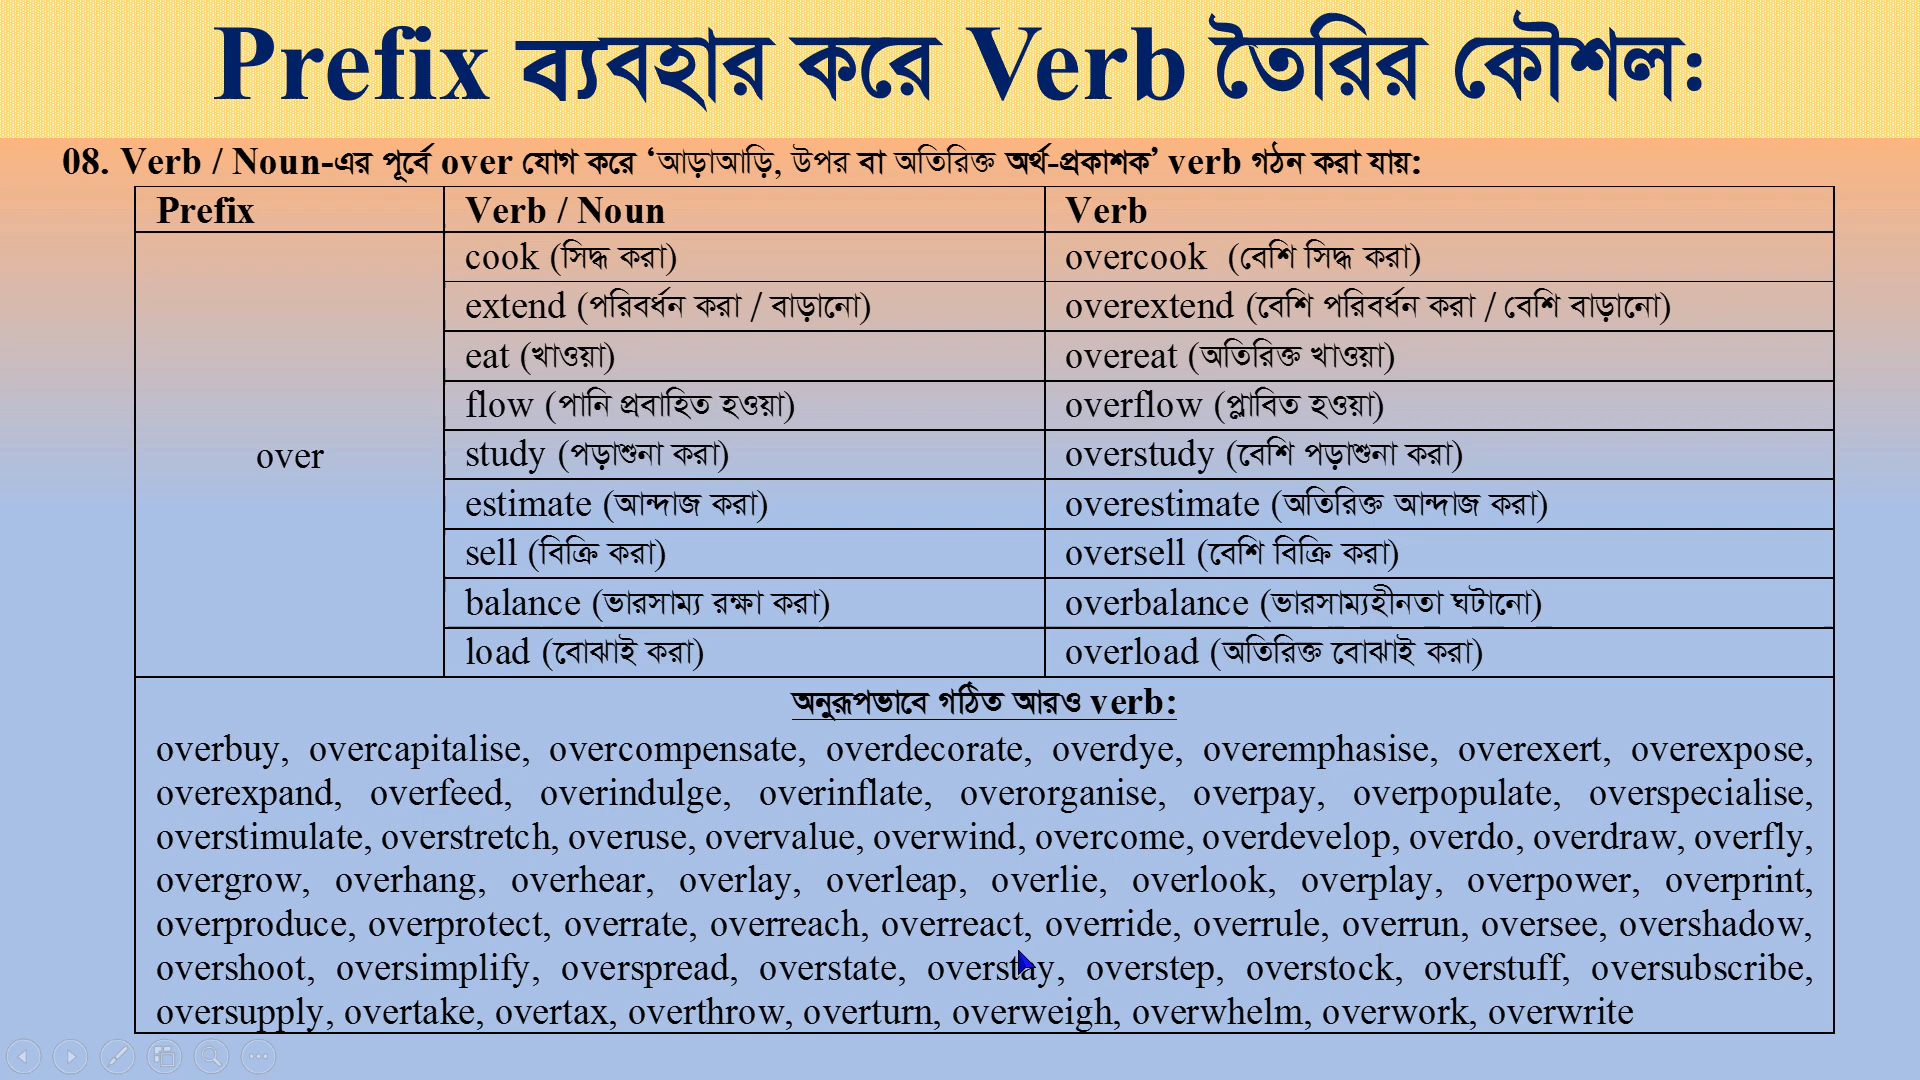 Prefix ব্যবহার করে Verb তৈরির কৌশল:
08. Verb / Noun-এর পূর্বে over যোগ করে ‘আড়াআড়ি, উপর বা অতিরিক্ত অর্থ-প্রকাশক’ verb গঠন করা যায়:
Prefix Verb / Noun Verb
cook (সিদ্ধ করা) overcook (বেশি সিদ্ধ করা)
extend (পরিবর্ধন করা / বাড়ানো) overextend (বেশি পরিবর্ধন করা / বেশি বাড়ানো)
eat (খাওয়া) overeat (অতিরিক্ত খাওয়া)
flow (পানি প্রবাহিত হওয়া) overflow (প্লাবিত হওয়া)
over study (পড়াশুনা করা) overstudy (বেশি পড়াশুনা করা)
estimate (আন্দাজ করা) overestimate (অতিরিক্ত আন্দাজ করা)
sell (বিক্রি করা) oversell (বেশি বিক্রি করা)
balance (ভারসাম্য রক্ষা করা) overbalance (ভারসাম্যহীনতা ঘটানো)
load (বোঝাই করা) overload (অতিরিক্ত বোঝাই করা)
অনুরূপভাবে গঠিত আরও verb:
overbuy, overcapitalise, overcompensate, overdecorate, overdye, overemphasise, overexert, overexpose,
overexpand, overfeed, overindulge, overinflate, overorganise, overpay, overpopulate, overspecialise,
overstimulate, overstretch, overuse, overvalue, overwind, overcome, overdevelop, overdo, overdraw, overfly,
overgrow, overhang, overhear, overlay, overleap, overlie, overlook, overplay, overpower, overprint,
overproduce, overprotect, overrate, overreach, overreact, override, overrule, overrun, oversee, overshadow,
overshoot, oversimplify, overspread, overstate, overstay, overstep, overstock, overstuff, oversubscribe,
oversupply, overtake, overtax, overthrow, overturn, overweigh, overwhelm, overwork, overwrite